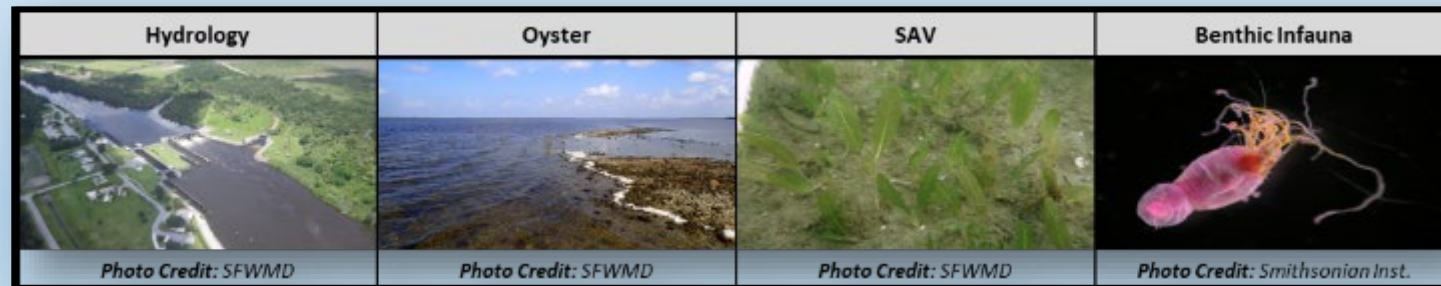 Hydrology
Oyster
SAV
Benthic Infauna
Photo Credit: SFWMD
Photo Credit: SFWMD
Photo Credit: SFWMD
Photo Credit: Smithsonian Inst.